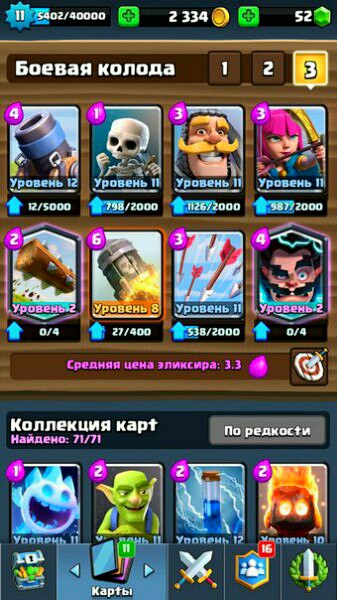 11 5402/40000 2 334 52
Боевая колода 1 2 3
4 1 3 3
Уровень 12 Уровень 11 Уровень 11 Уровень 11
12/5000 798/2000 1126/2000 987/2000
2 6 3 4
Уровень 2 Уровень 8 Уровень 11 Уровень 2
0/4 27/400 538/2000 0/4
Средняя цена эликсира: 3.3
Коллекция карт
Найдено: 71/71
По редкости
1 2 2 2
Уровень 11 Уровень 11 Уровень 11 Уровень 10
11 16
Карты